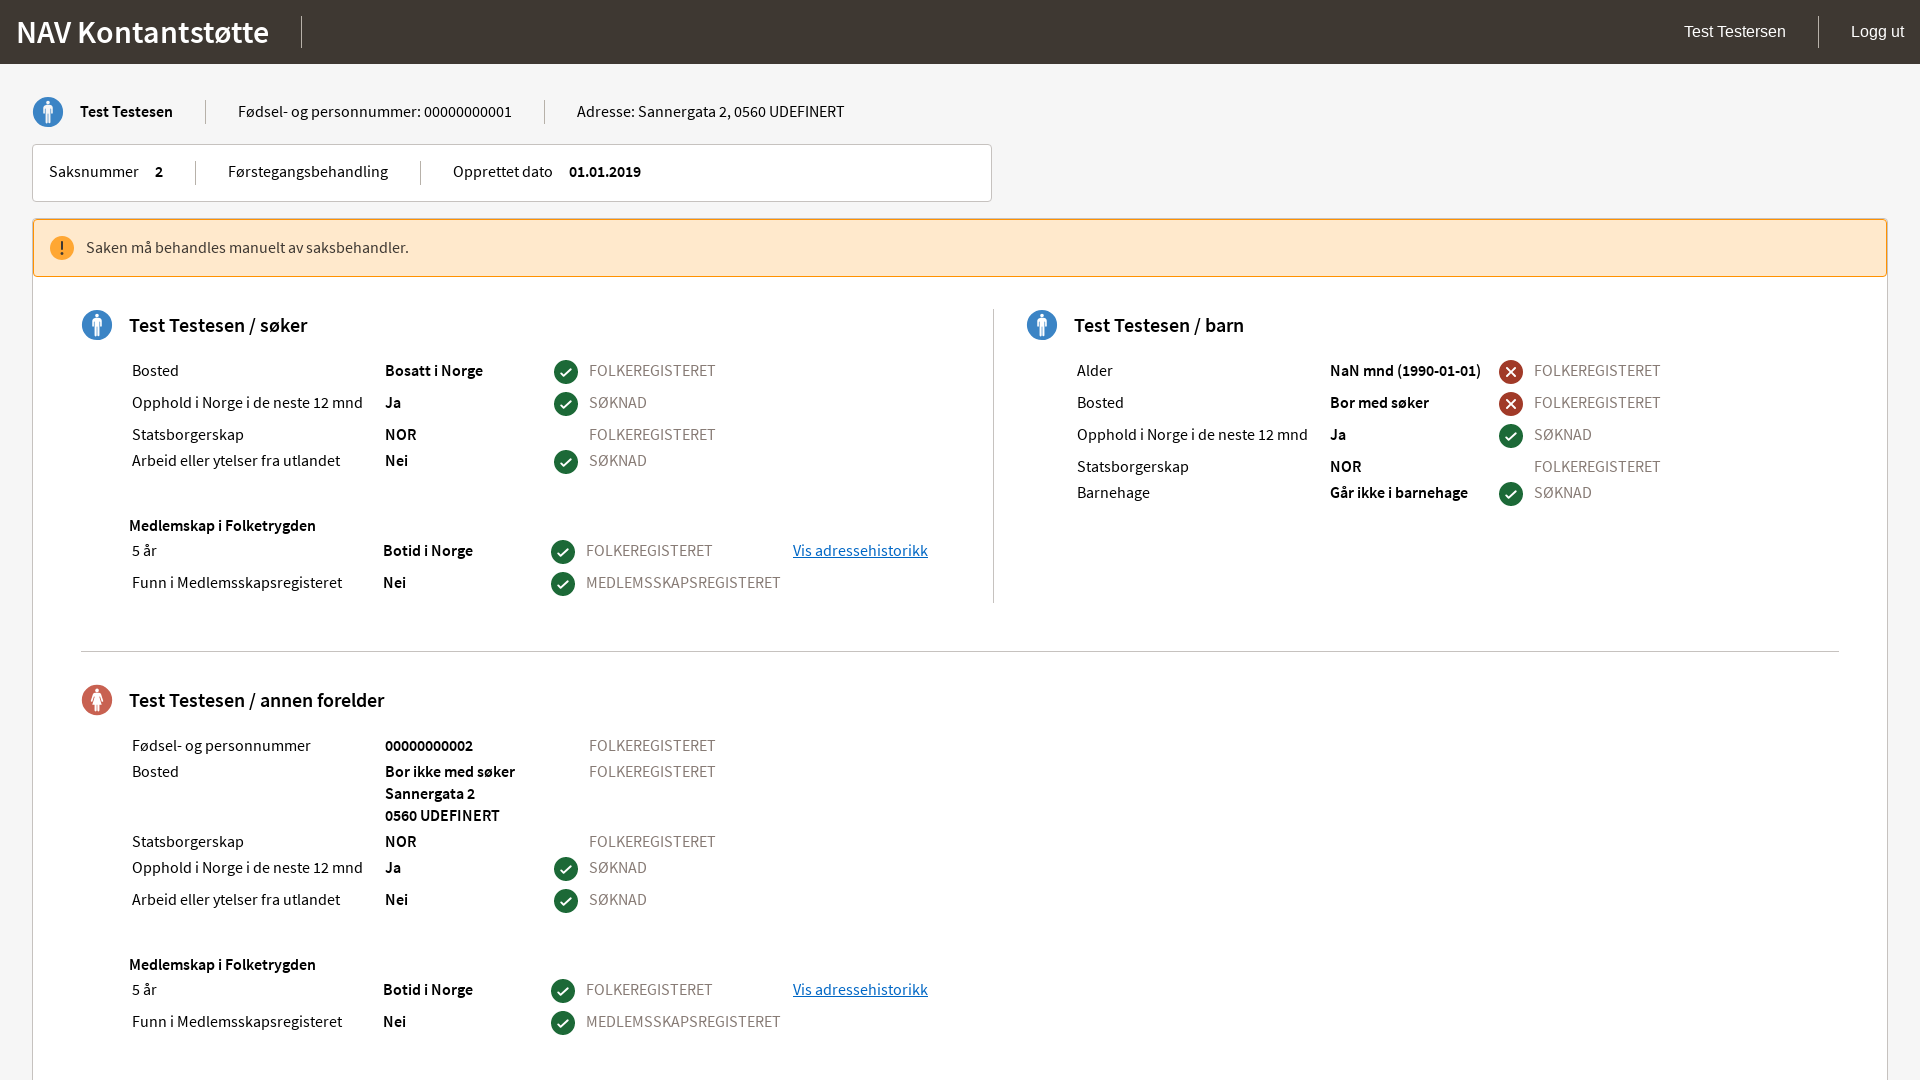 NAV Kontantstøtte
Test Testersen
Logg ut
Test Testesen
Fødsel- og personnummer: 00000000001
Adresse: Sannergata 2, 0560 UDEFINERT
Saksnummer 2
Førstegangsbehandling
Opprettet dato 01.01.2019
Saken må behandles manuelt av saksbehandler.
Test Testesen / søker
Bosted Bosatt i Norge FOLKEREGISTERET
Opphold i Norge i de neste 12 mnd Ja SØKNAD
Statsborgerskap NOR FOLKEREGISTERET
Arbeid eller ytelser fra utlandet Nei SØKNAD
Medlemskap i Folketrygden
5 år Botid i Norge FOLKEREGISTERET Vis adressehistorikk
Funn i Medlemsskapsregisteret Nei MEDLEMSSKAPSREGISTERET
Test Testesen / barn
Alder NaN mnd (1990-01-01) FOLKEREGISTERET
Bosted Bor med søker FOLKEREGISTERET
Opphold i Norge i de neste 12 mnd Ja SØKNAD
Statsborgerskap NOR FOLKEREGISTERET
Barnehage Går ikke i barnehage SØKNAD
Test Testesen / annen forelder
Fødsel- og personnummer 00000000002 FOLKEREGISTERET
Bosted Bor ikke med søker FOLKEREGISTERET
Sannergata 2
0560 UDEFINERT
Statsborgerskap NOR FOLKEREGISTERET
Opphold i Norge i de neste 12 mnd Ja SØKNAD
Arbeid eller ytelser fra utlandet Nei SØKNAD
Medlemskap i Folketrygden
5 år Botid i Norge FOLKEREGISTERET Vis adressehistorikk
Funn i Medlemsskapsregisteret Nei MEDLEMSSKAPSREGISTERET